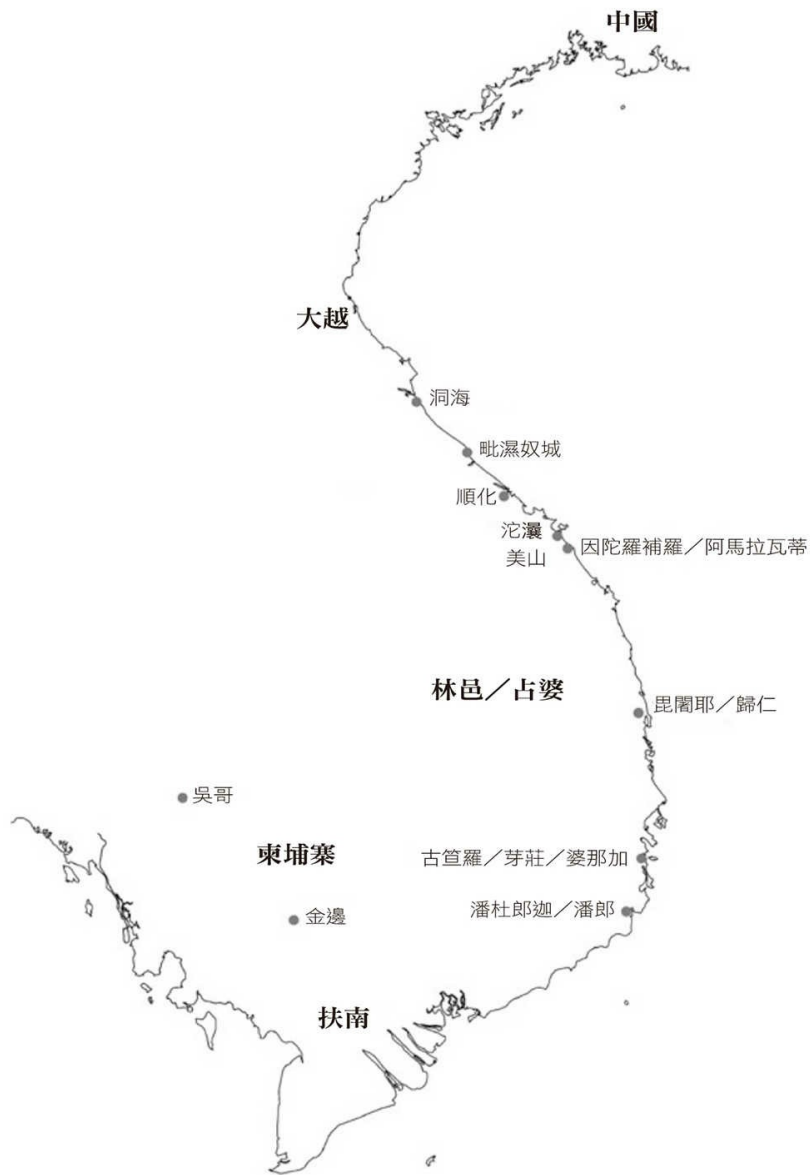 中國
大越
洞海
毗濕奴城
順化
沱㶞
美山
因陀羅補羅／阿馬拉瓦蒂
林邑／占婆
毘闍耶／歸仁
吳哥
柬埔寨
古笪羅／芽莊／婆那加
金邊
潘杜郎迦／潘郎
扶南